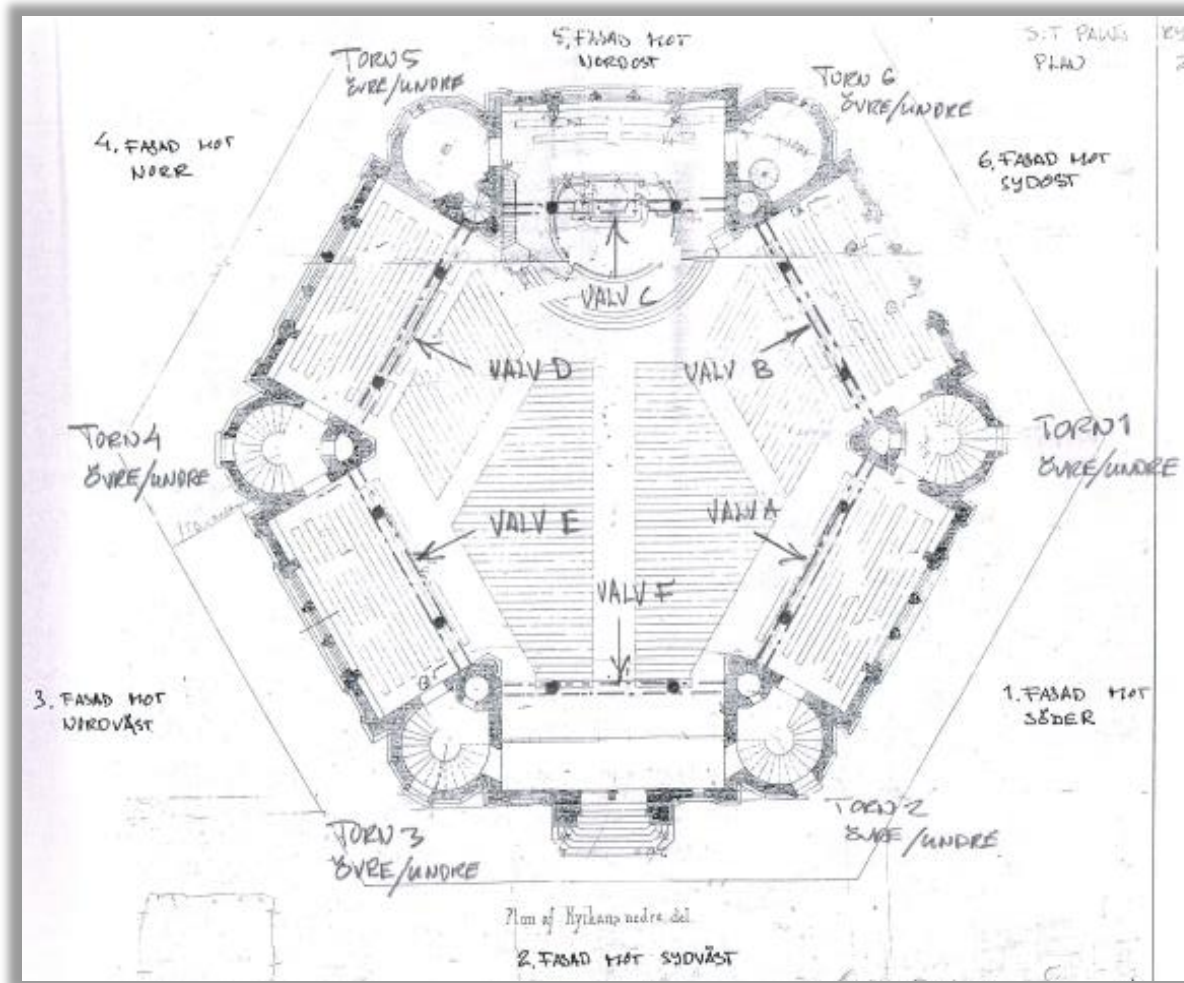 S:T PAULS
PLAN
5. FASAD MOT
NORDOST
TORN 5
ÖVRE/UNDRE
TORN 6
ÖVRE/UNDRE
4. FASAD MOT
NORR
6. FASAD MOT
SYDOST
VALV C
VALV D
VALV B
TORN 4
ÖVRE/UNDRE
TORN 1
ÖVRE/UNDRE
VALV E
VALV A
VALV F
3. FASAD MOT
NORDVÄST
1. FASAD MOT
SÖDER
TORN 3
ÖVRE/UNDRE
TORN 2
ÖVRE/UNDRE
Plan af Kyrkans nedre del.
2. FASAD MOT SYDVÄST